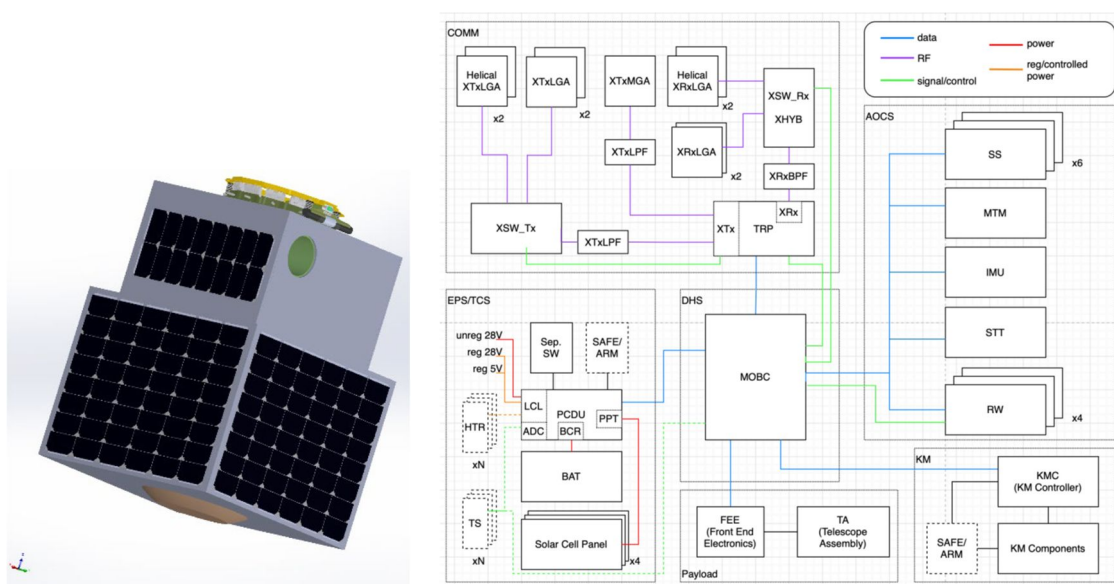 COMM
Helical
XTxLGA
x2
XTxLGA
x2
XTxMGA
Helical
XRxLGA
x2
XSW_Rx
XHYB
XTxLPF
XRxLGA
x2
XRxBPF
XSW_Tx
XTxLPF
XTx
TRP
XRx
data
RF
signal/control
power
reg/controlled
power
AOCS
SS
x6
MTM
IMU
STT
RW
x4
EPS/TCS
unreg 28V
reg 28V
reg 5V
Sep.
SW
SAFE/
ARM
LCL
PCDU
PPT
ADC
BCR
HTR
xN
BAT
TS
xN
Solar Cell Panel
x4
DHS
MOBC
FEE
(Front End
Electronics)
TA
(Telescope
Assembly)
Payload
KM
KMC
(KM Controller)
SAFE/
ARM
KM Components